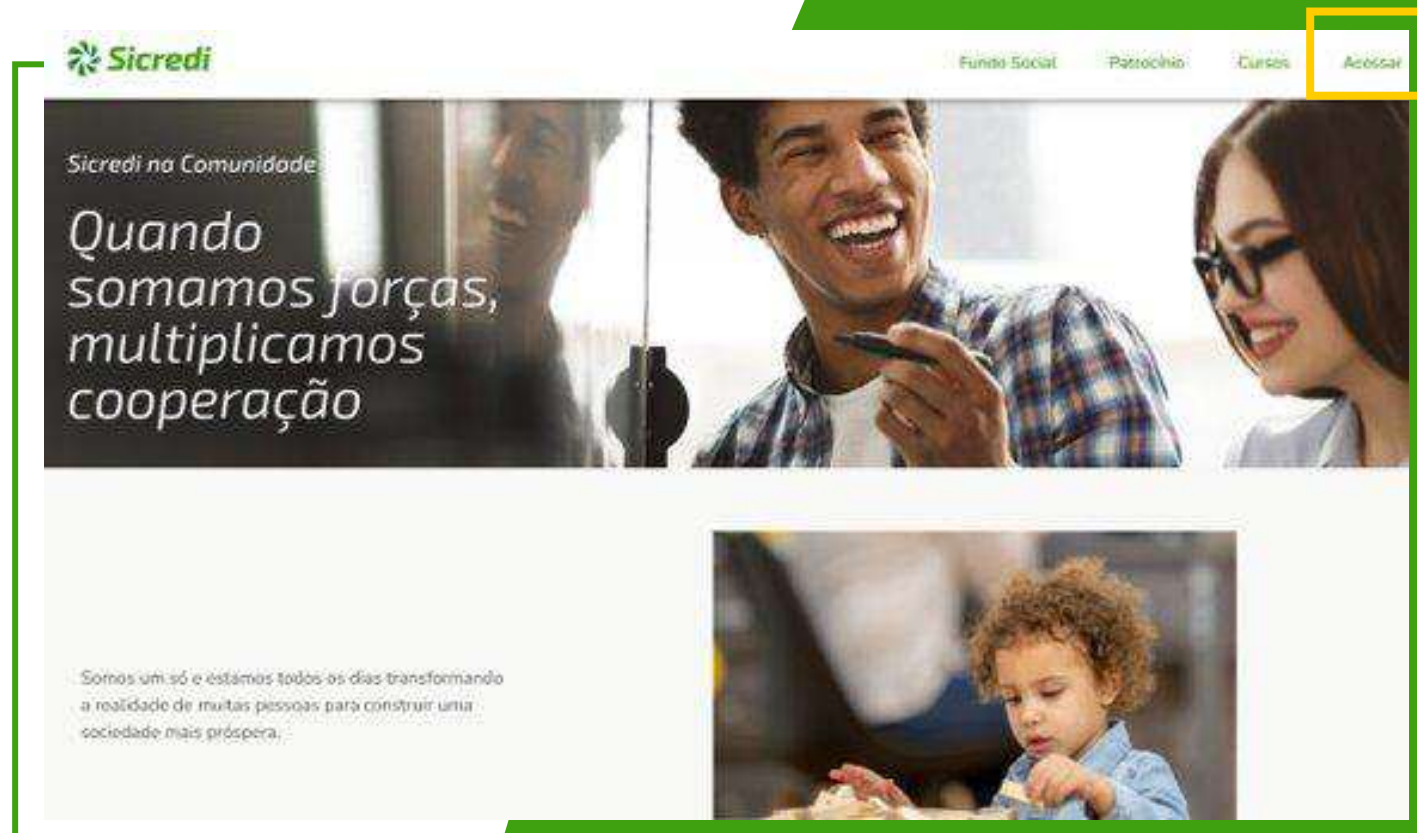 Sicredi
Fundo Social Patrocínio Cursos Acessar
Sicredi na Comunidade
Quando
somamos forças,
multiplicamos
cooperação
Somos um só e estamos todos os dias transformando
a realidade de muitas pessoas para construir uma
sociedade mais próspera.